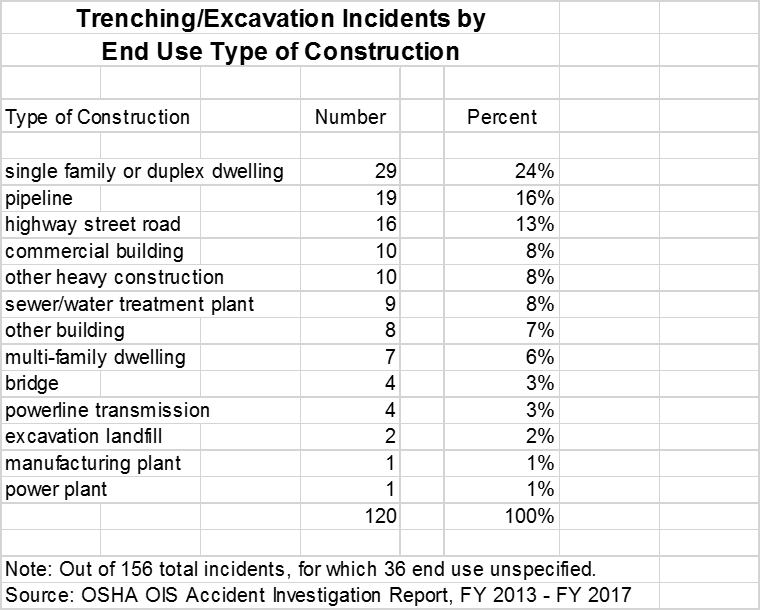 Trenching/Excavation Incidents by
End Use Type of Construction
Type of Construction Number Percent
single family or duplex dwelling 29 24%
pipeline 19 16%
highway street road 16 13%
commercial building 10 8%
other heavy construction 10 8%
sewer/water treatment plant 9 8%
other building 8 7%
multi-family dwelling 7 6%
bridge 4 3%
powerline transmission 4 3%
excavation landfill 2 2%
manufacturing plant 1 1%
power plant 1 1%
120 100%
Note: Out of 156 total incidents, for which 36 end use unspecified.
Source: OSHA OIS Accident Investigation Report, FY 2013 - FY 2017